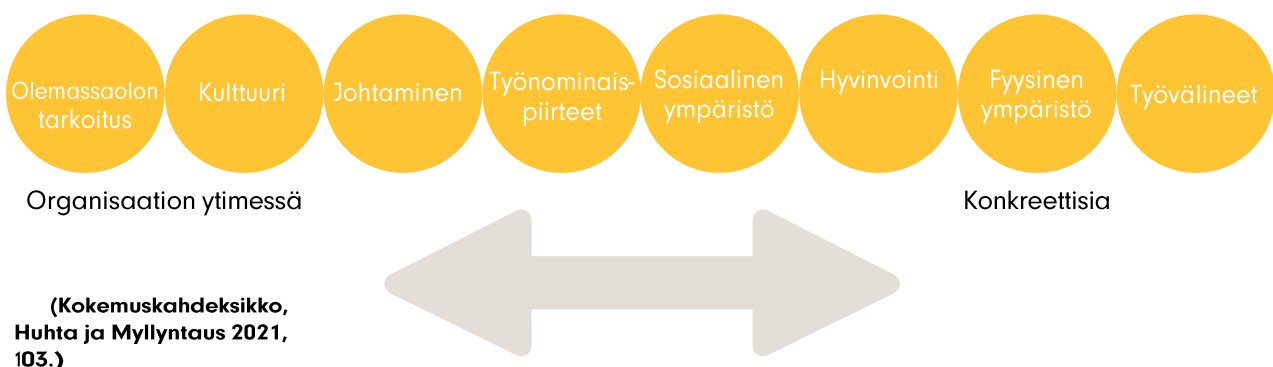 Olemassaolon
tarkoitus
Kulttuuri
Johtaminen
Työnominais-
piirteet
Sosiaalinen
ympäristö
Hyvinvointi
Fyysinen
ympäristö
Työvälineet
Organisaation ytimessä
Konkreettisia
(Kokemuskahdeksikko,
Huhta ja Myllyntaus 2021,
103.)